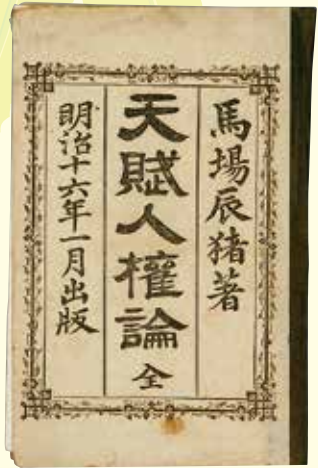 馬場辰猪著
天賦人權論 全
明治十六年一月出版